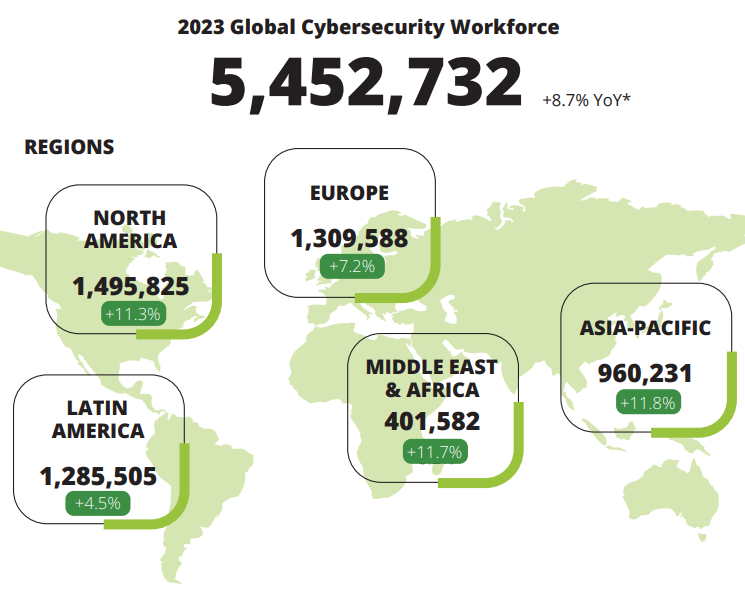 2023 Global Cybersecurity Workforce
5,452,732 +8.7% YoY*
REGIONS
NORTH
AMERICA
1,495,825
+11.3%
EUROPE
1,309,588
+7.2%
ASIA-PACIFIC
960,231
+11.8%
MIDDLE EAST
& AFRICA
401,582
+11.7%
LATIN
AMERICA
1,285,505
+4.5%